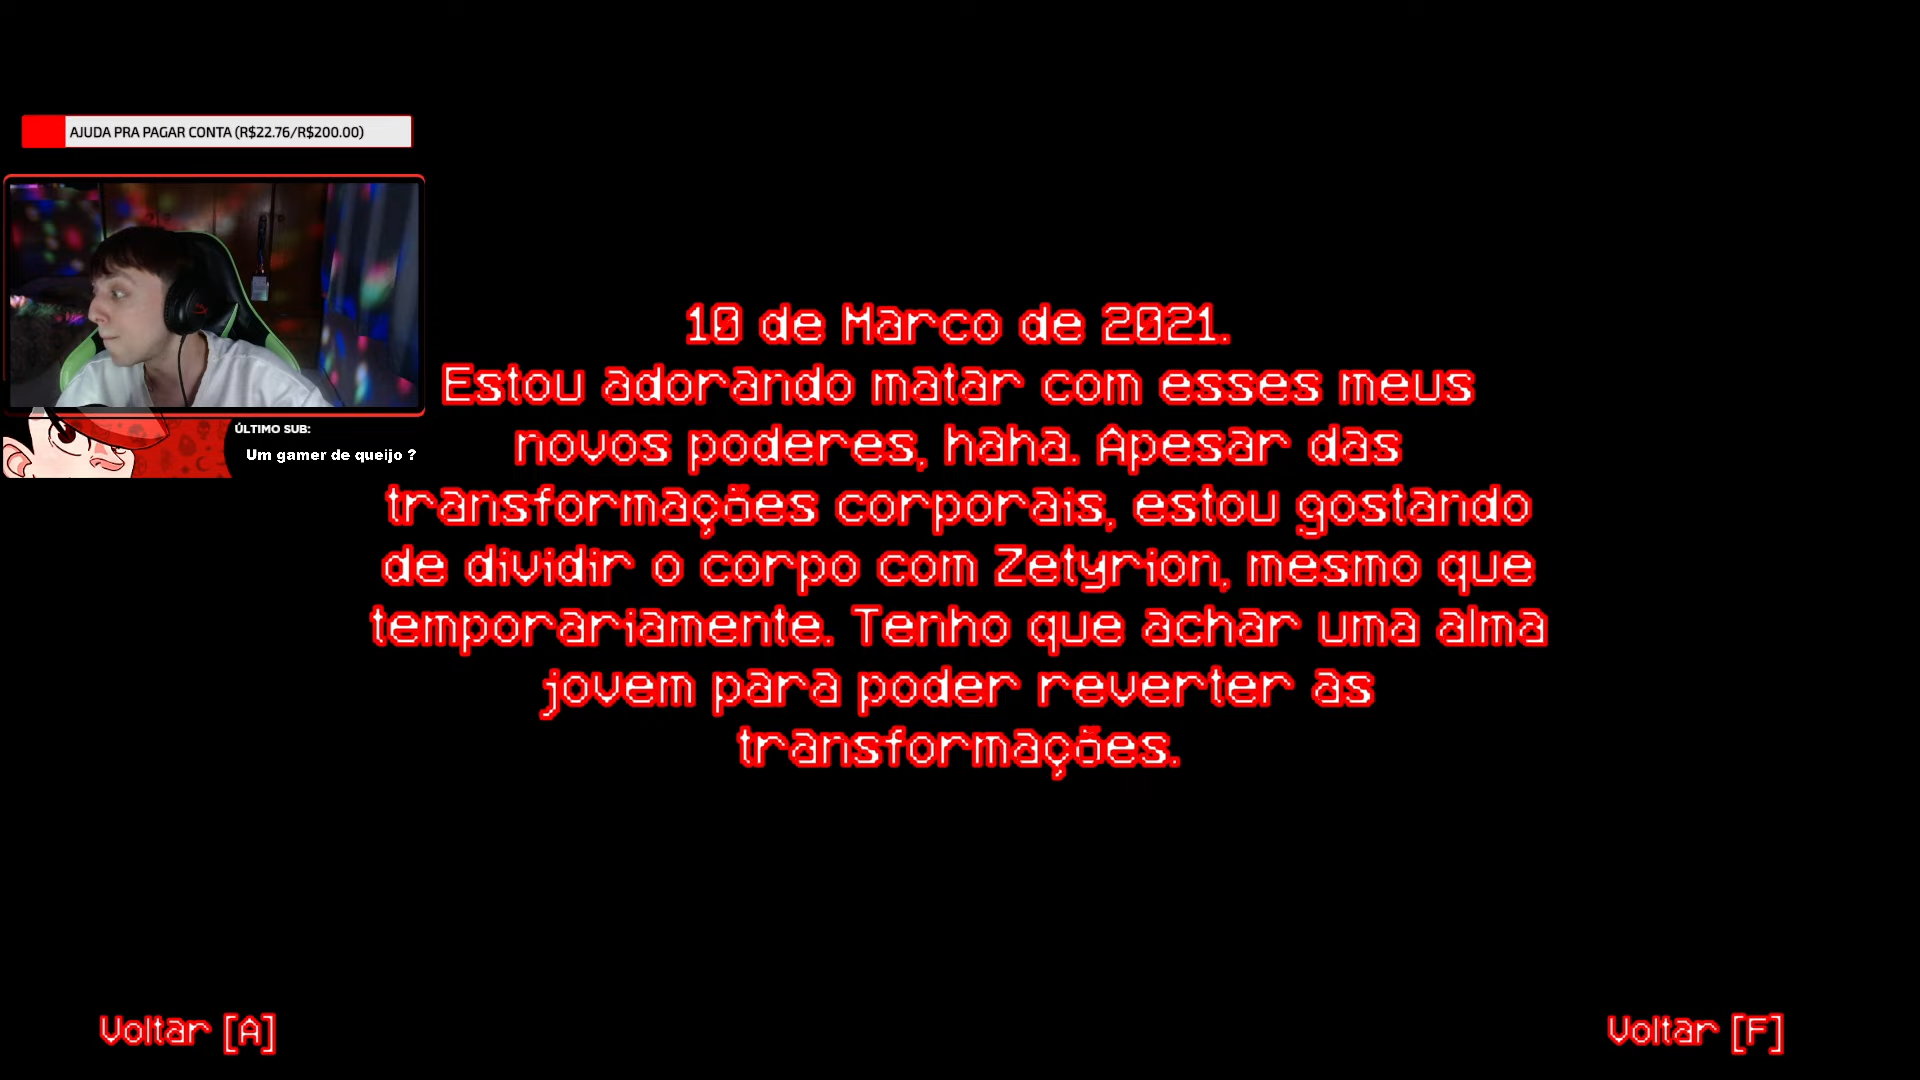 AJUDA PRA PAGAR CONTA (R$22.76/R$200.00)
ÚLTIMO SUB:
Um gamer de queijo ?
10 de Marco de 2021.
Estou adorando matar com esses meus
novos poderes, haha. Apesar das
transformações corporais, estou gostando
de dividir o corpo com Zetyrion, mesmo que
temporariamente. Tenho que achar uma alma
jovem para poder reverter as
transformações.
Voltar [A]
Voltar [F]